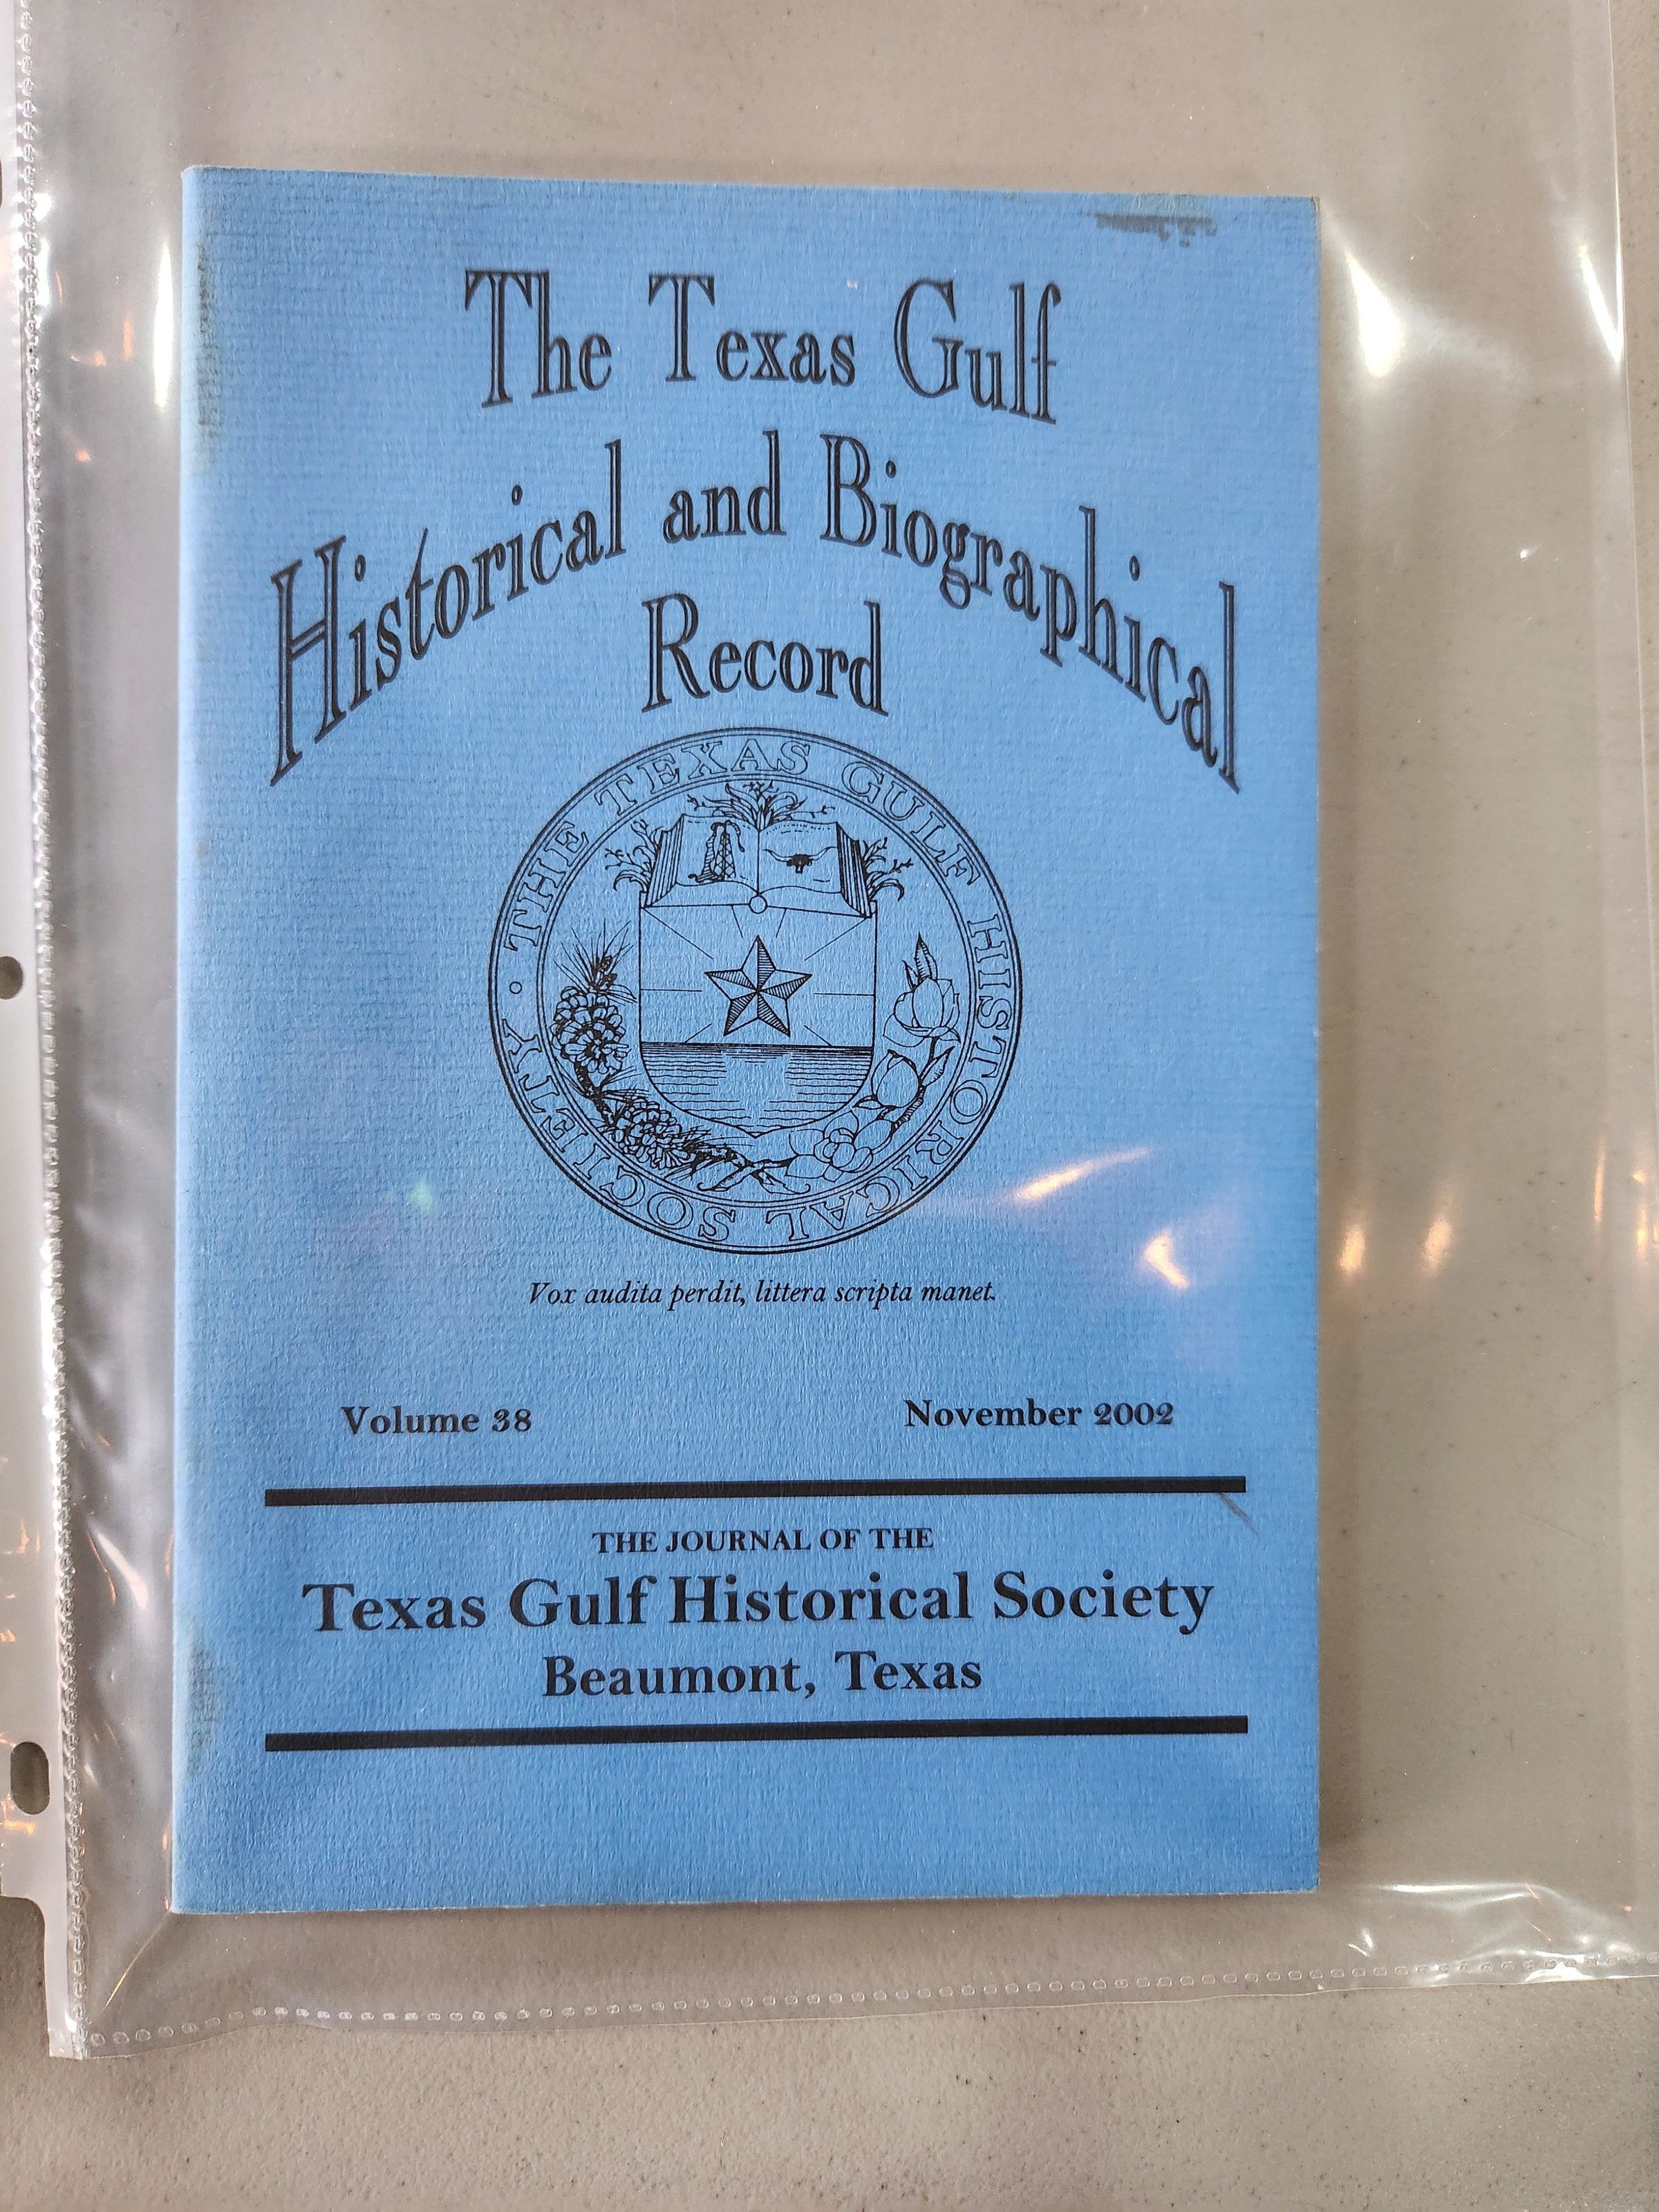 The Texas Gulf
Historical and Biographical
Record
THE TEXAS GULF HISTORICAL SOCIETY •
Vox audita perdit, littera scripta manet.
Volume 38
November 2002
THE JOURNAL OF THE
Texas Gulf Historical Society
Beaumont, Texas